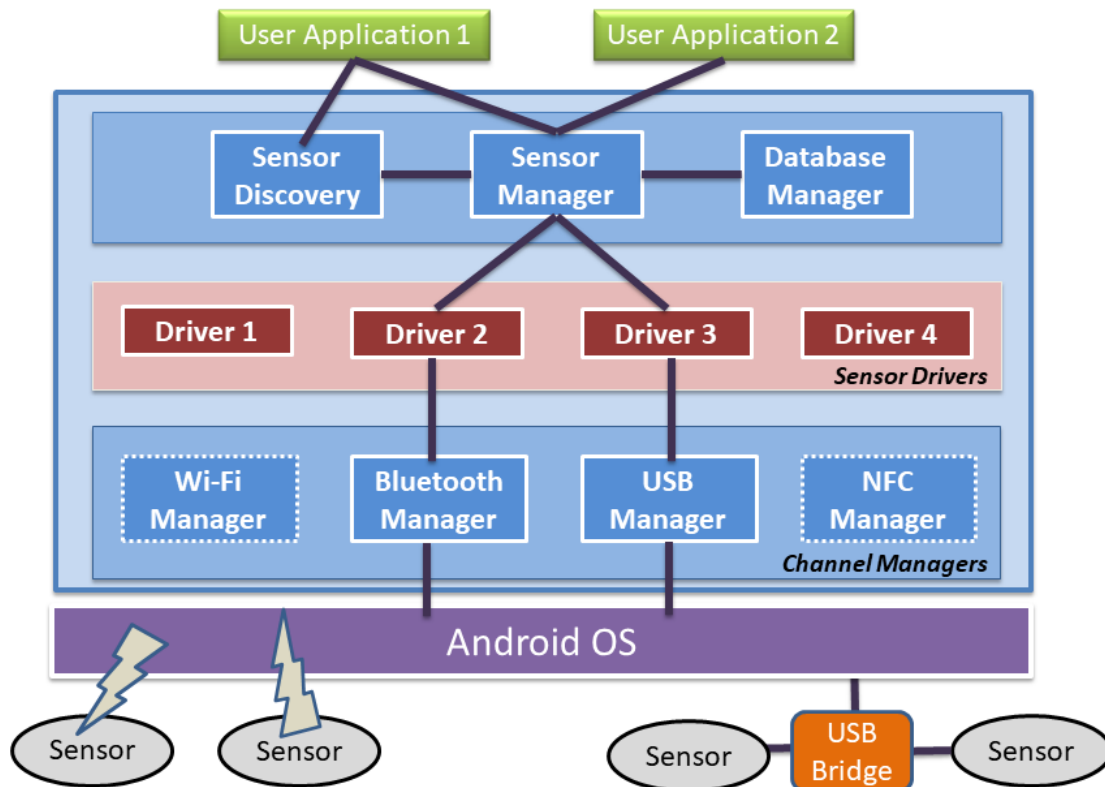 User Application 1
User Application 2
Sensor
Discovery
Sensor
Manager
Database
Manager
Driver 1
Driver 2
Driver 3
Driver 4
Sensor Drivers
Wi-Fi
Manager
Bluetooth
Manager
USB
Manager
NFC
Manager
Channel Managers
Android OS
Sensor
Sensor
Sensor
USB
Bridge
Sensor